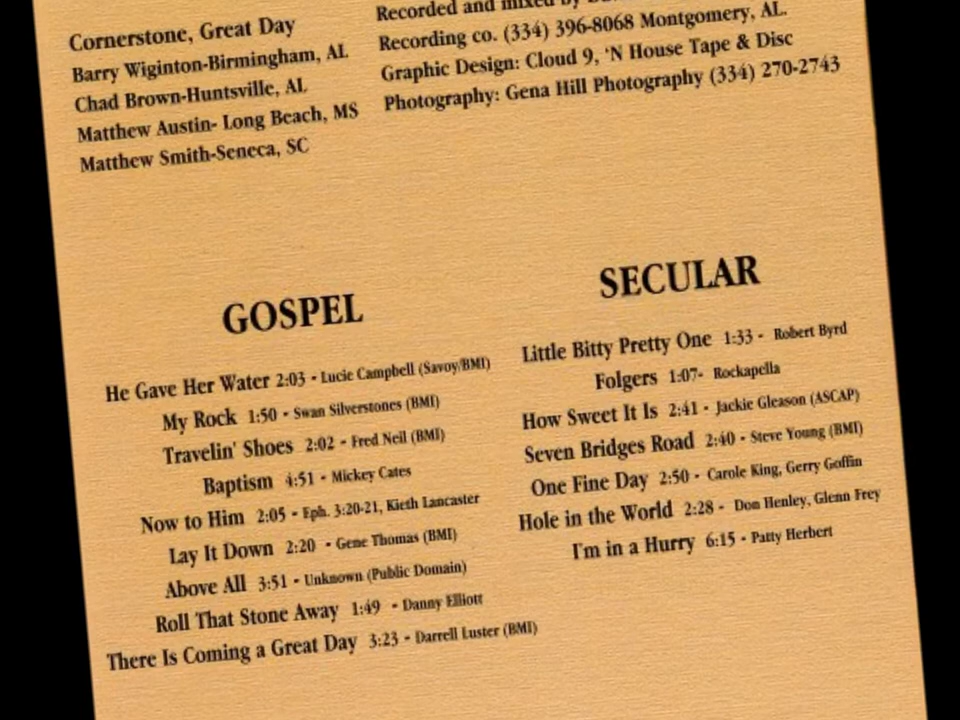 Cornerstone, Great Day
Barry Wiginton-Birmingham, AL
Chad Brown-Huntsville, AL
Matthew Austin- Long Beach, MS
Matthew Smith-Seneca, SC
Recorded and mixed by
Recording co. (334) 396-8068 Montgomery, AL.
Graphic Design: Cloud 9, 'N House Tape & Disc
Photography: Gena Hill Photography (334) 270-2743
GOSPEL
He Gave Her Water 2:03 - Lucie Campbell (Savoy/BMI)
My Rock 1:50 - Swan Silverstones (BMI)
Travelin' Shoes 2:02 - Fred Neil (BMI)
Baptism 4:51 - Mickey Cates
Now to Him 2:05 - Eph. 3:20-21, Kieth Lancaster
Lay It Down 2:20 - Gene Thomas (BMI)
Above All 3:51 - Unknown (Public Domain)
Roll That Stone Away 1:49 - Danny Elliott
There Is Coming a Great Day 3:23 - Darrell Luster (BMI)
SECULAR
Little Bitty Pretty One 1:33 - Robert Byrd
Folgers 1:07- Rockapella
How Sweet It Is 2:41 - Jackie Gleason (ASCAP)
Seven Bridges Road 2:40 - Steve Young (BMI)
One Fine Day 2:50 - Carole King, Gerry Goffin
Hole in the World 2:28 - Don Henley, Glenn Frey
I'm in a Hurry 6:15 - Patty Herbert